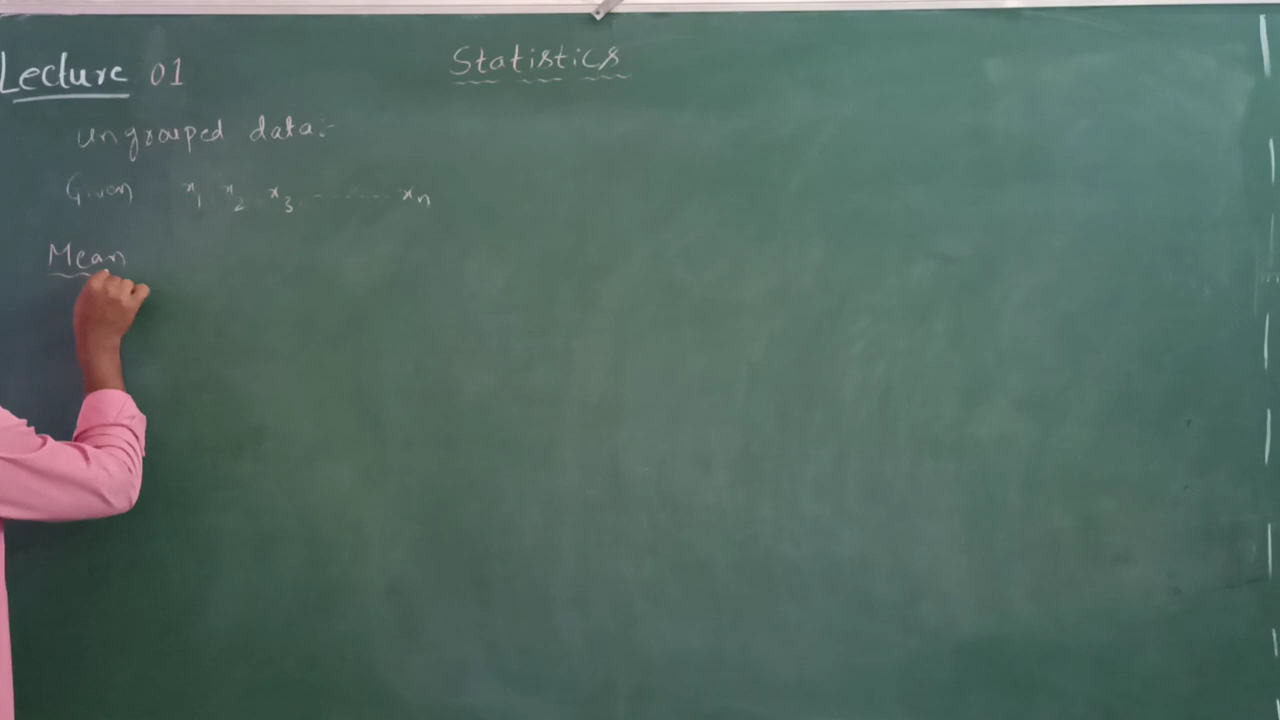 Statistics
Lecture 01
ungrouped data:-
Given x1, x2, x3, ........ xn
Mean